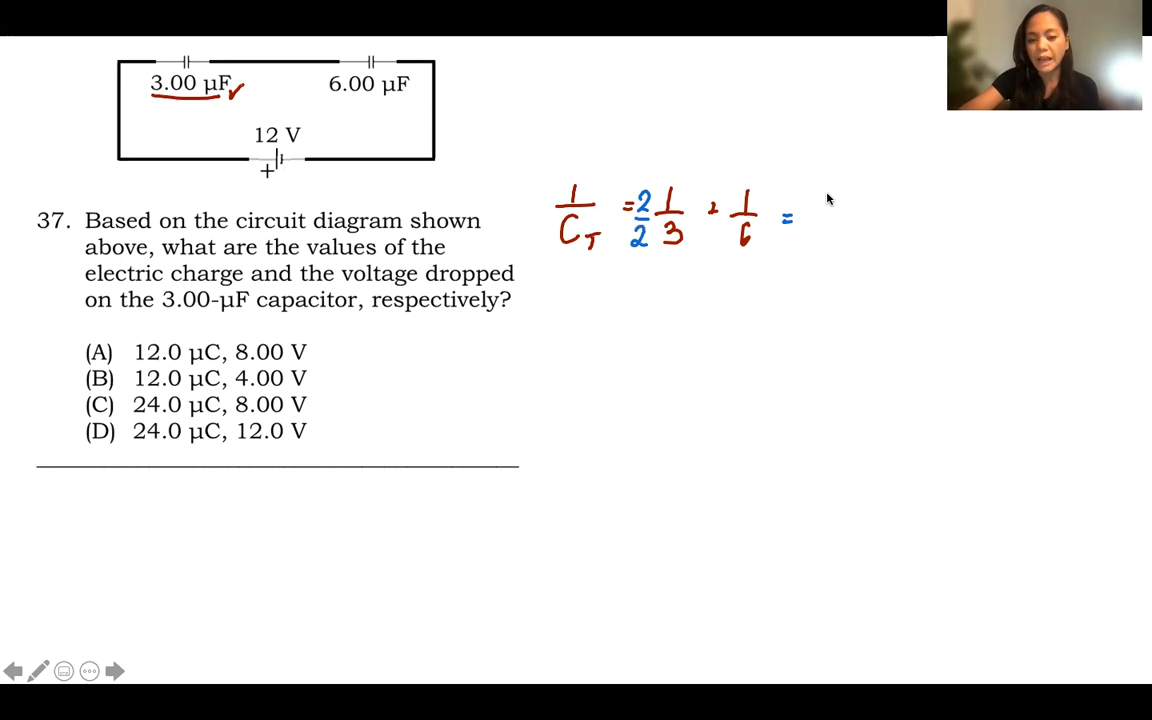 3.00 µF 6.00 µF
12 V
+
37. Based on the circuit diagram shown
above, what are the values of the
electric charge and the voltage dropped
on the 3.00-µF capacitor, respectively?
(A) 12.0 µC, 8.00 V
(B) 12.0 µC, 4.00 V
(C) 24.0 µC, 8.00 V
(D) 24.0 µC, 12.0 V
1/C_T = 2/2 1/3 + 1/6 =